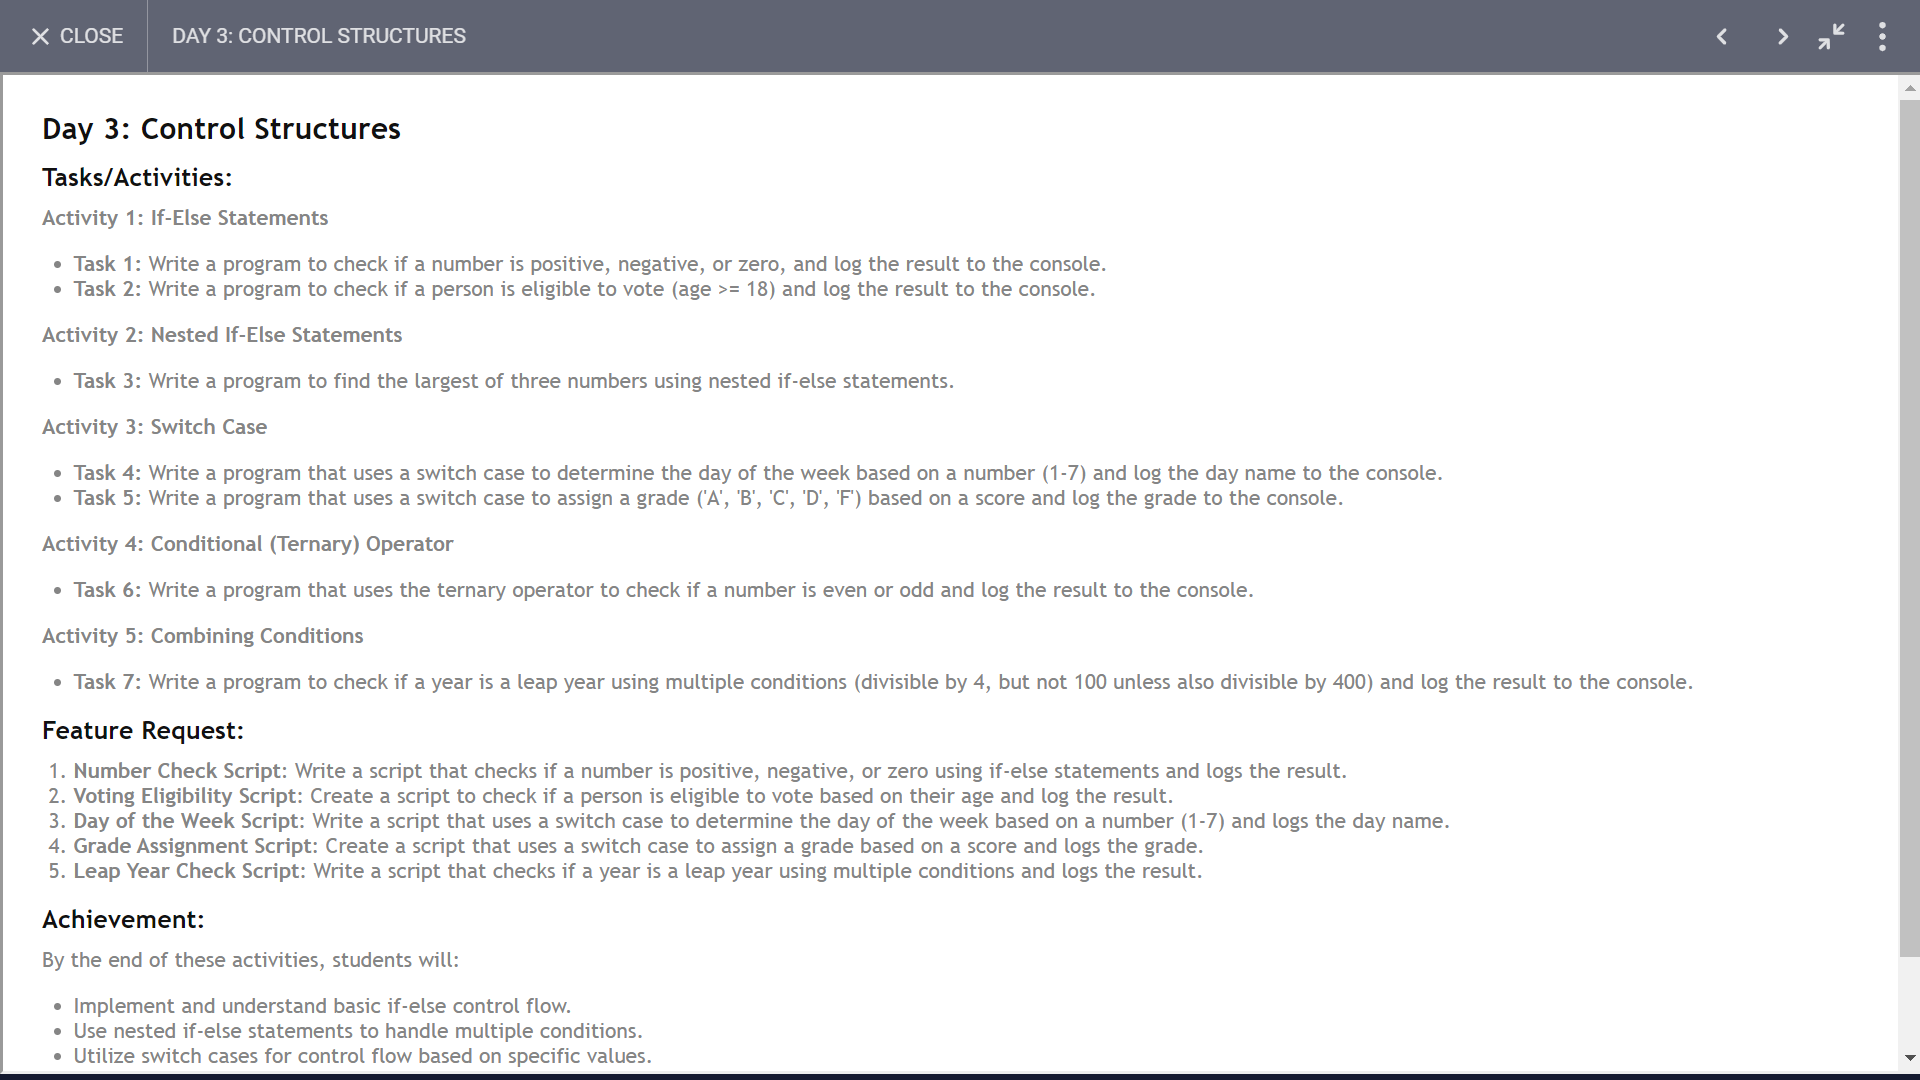 CLOSE
DAY 3: CONTROL STRUCTURES
Day 3: Control Structures
Tasks/Activities:
Activity 1: If-Else Statements
• Task 1: Write a program to check if a number is positive, negative, or zero, and log the result to the console.
• Task 2: Write a program to check if a person is eligible to vote (age >= 18) and log the result to the console.
Activity 2: Nested If-Else Statements
• Task 3: Write a program to find the largest of three numbers using nested if-else statements.
Activity 3: Switch Case
• Task 4: Write a program that uses a switch case to determine the day of the week based on a number (1-7) and log the day name to the console.
• Task 5: Write a program that uses a switch case to assign a grade ('A', 'B', 'C', 'D', 'F') based on a score and log the grade to the console.
Activity 4: Conditional (Ternary) Operator
• Task 6: Write a program that uses the ternary operator to check if a number is even or odd and log the result to the console.
Activity 5: Combining Conditions
• Task 7: Write a program to check if a year is a leap year using multiple conditions (divisible by 4, but not 100 unless also divisible by 400) and log the result to the console.
Feature Request:
1. Number Check Script: Write a script that checks if a number is positive, negative, or zero using if-else statements and logs the result.
2. Voting Eligibility Script: Create a script to check if a person is eligible to vote based on their age and log the result.
3. Day of the Week Script: Write a script that uses a switch case to determine the day of the week based on a number (1-7) and logs the day name.
4. Grade Assignment Script: Create a script that uses a switch case to assign a grade based on a score and logs the grade.
5. Leap Year Check Script: Write a script that checks if a year is a leap year using multiple conditions and logs the result.
Achievement:
By the end of these activities, students will:
• Implement and understand basic if-else control flow.
• Use nested if-else statements to handle multiple conditions.
• Utilize switch cases for control flow based on specific values.